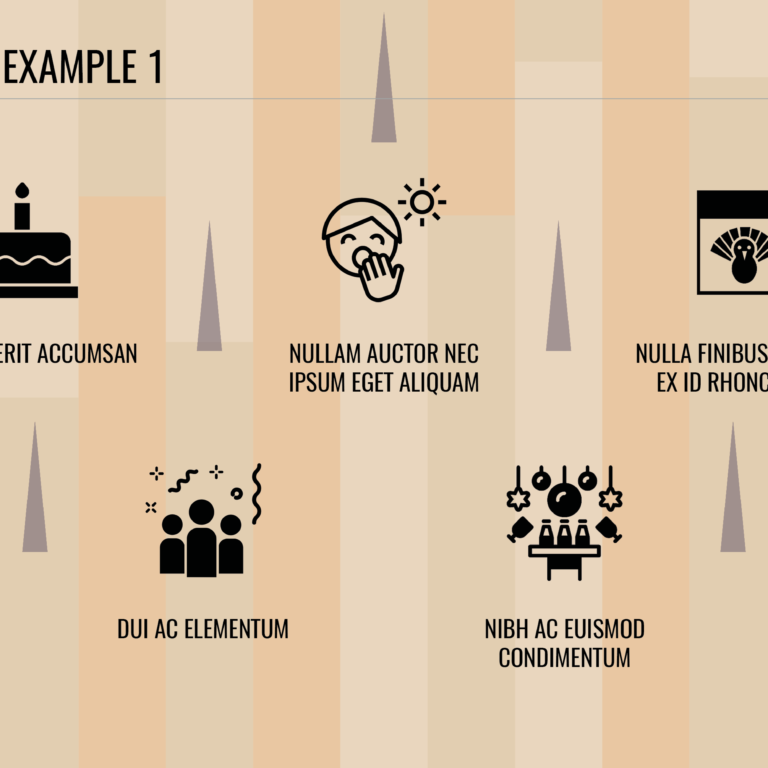 EXAMPLE 1
ERIT ACCUMSAN
NULLAM AUCTOR NEC
IPSUM EGET ALIQUAM
NULLA FINIBUS
EX ID RHONC
DUI AC ELEMENTUM
NIBH AC EUISMOD
CONDIMENTUM